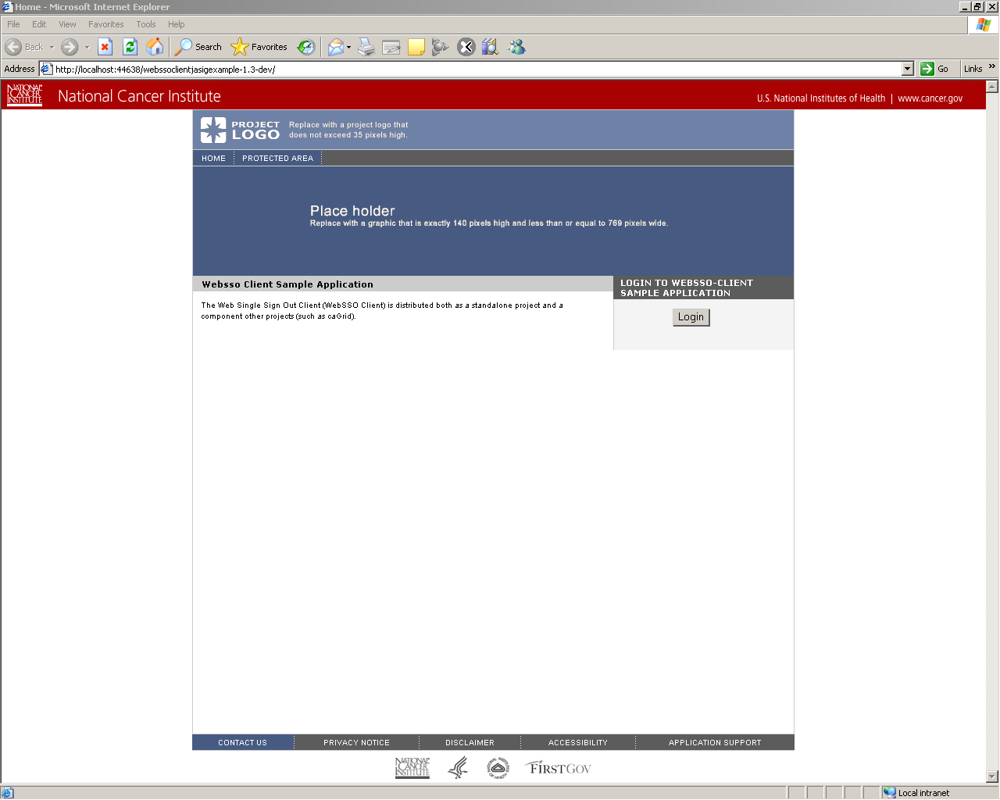 Home - Microsoft Internet Explorer
File Edit View Favorites Tools Help
Back Search Favorites
Address http://localhost:44638/webssoclientjasigexample-1.3-dev/ Go Links »
NATIONAL CANCER INSTITUTE National Cancer Institute U.S. National Institutes of Health | www.cancer.gov
PROJECT LOGO Replace with a project logo that
does not exceed 35 pixels high.
HOME PROTECTED AREA
Place holder
Replace with a graphic that is exactly 140 pixels high and less than or equal to 769 pixels wide.
Websso Client Sample Application
The Web Single Sign Out Client (WebSSO Client) is distributed both as a standalone project and a
component other projects (such as caGrid).
LOGIN TO WEBSSO-CLIENT
SAMPLE APPLICATION
Login
CONTACT US PRIVACY NOTICE DISCLAIMER ACCESSIBILITY APPLICATION SUPPORT
NATIONAL CANCER INSTITUTE FIRSTGOV
Local intranet